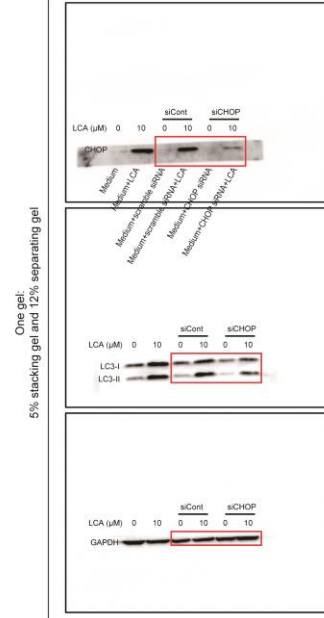 One gel:
5% stacking gel and 12% separating gel
siCont siCHOP
LCA (µM) 0 10 0 10 0 10
CHOP
Medium
Medium+LCA
Medium+scramble siRNA
Medium+scramble siRNA+LCA
Medium+CHOP siRNA
Medium+CHOP siRNA+LCA
siCont siCHOP
LCA (µM) 0 10 0 10 0 10
LC3-I
LC3-II
siCont siCHOP
LCA (µM) 0 10 0 10 0 10
GAPDH